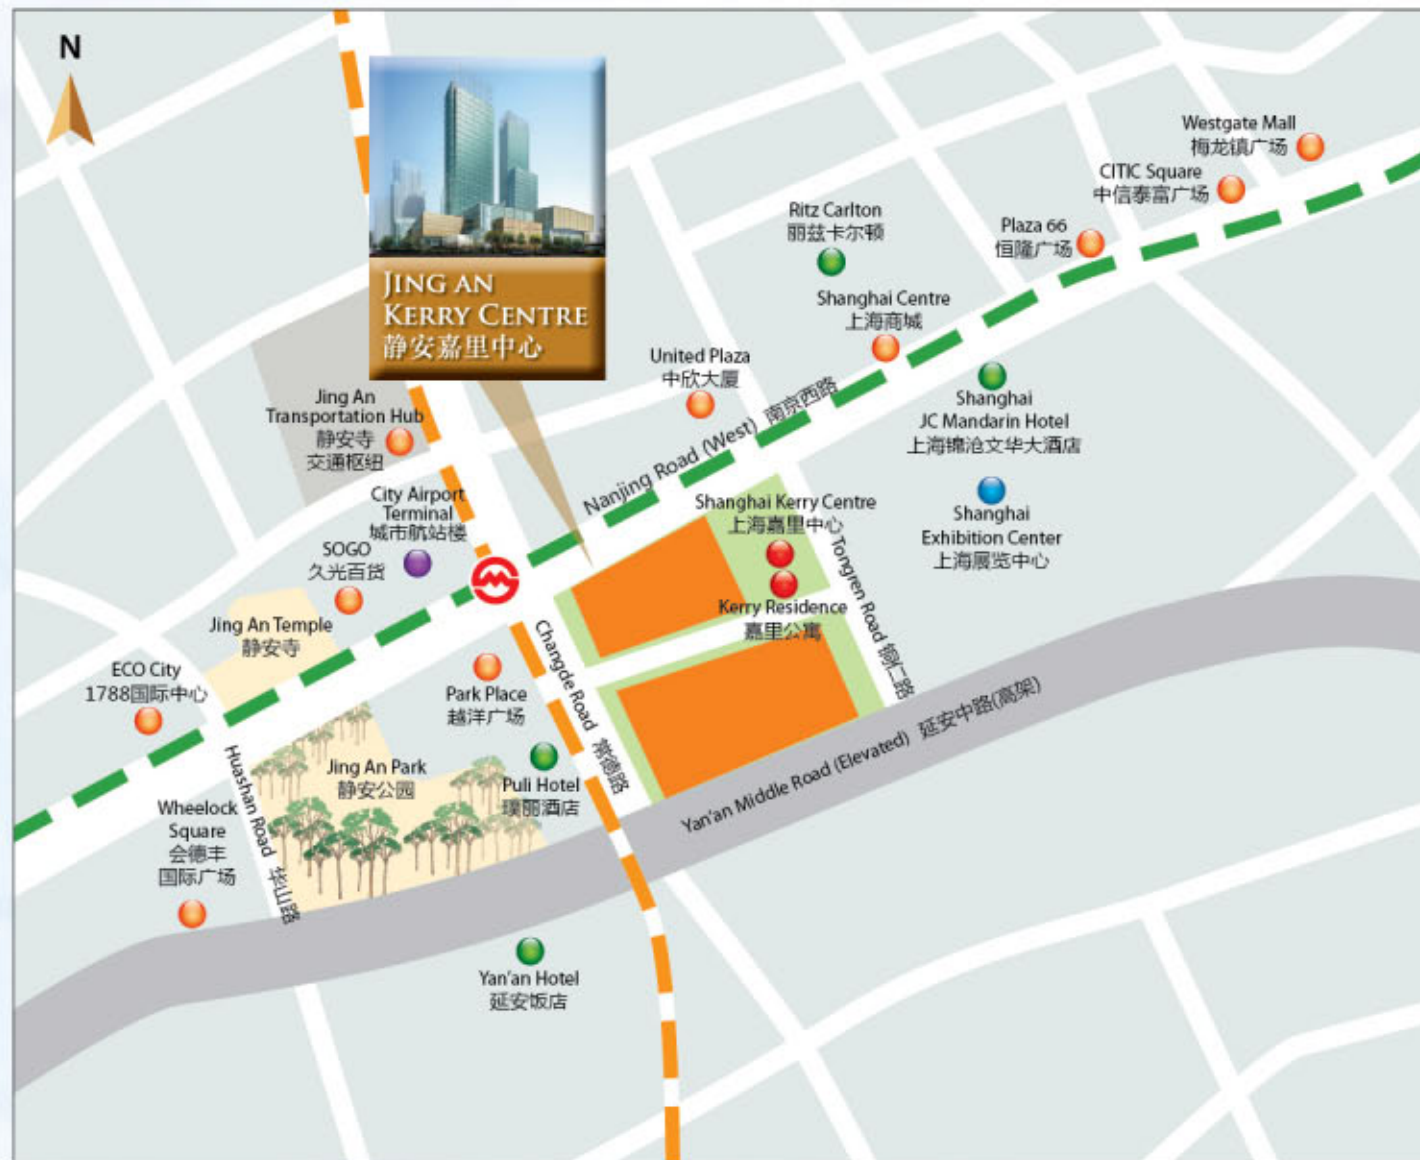 N
Westgate Mall
梅龙镇广场
CITIC Square
中信泰富广场
Ritz Carlton
丽兹卡尔顿
Plaza 66
恒隆广场
JING AN
KERRY CENTRE
静安嘉里中心
Shanghai Centre
上海商城
United Plaza
中欣大厦
Jing An
Transportation Hub
静安寺
交通枢纽
Shanghai
JC Mandarin Hotel
上海锦沧文华大酒店
Nanjing Road (West) 南京西路
City Airport
Terminal
城市航站楼
Shanghai Kerry Centre
上海嘉里中心
Shanghai
Exhibition Center
上海展览中心
SOGO
久光百货
Tongren Road 铜仁路
Kerry Residence
嘉里公寓
Jing An Temple
静安寺
Changde Road 常德路
ECO City
1788国际中心
Park Place
越洋广场
Yan'an Middle Road (Elevated) 延安中路(高架)
Huashan Road 华山路
Jing An Park
静安公园
Puli Hotel
璞丽酒店
Wheelock
Square
会德丰
国际广场
Yan'an Hotel
延安饭店